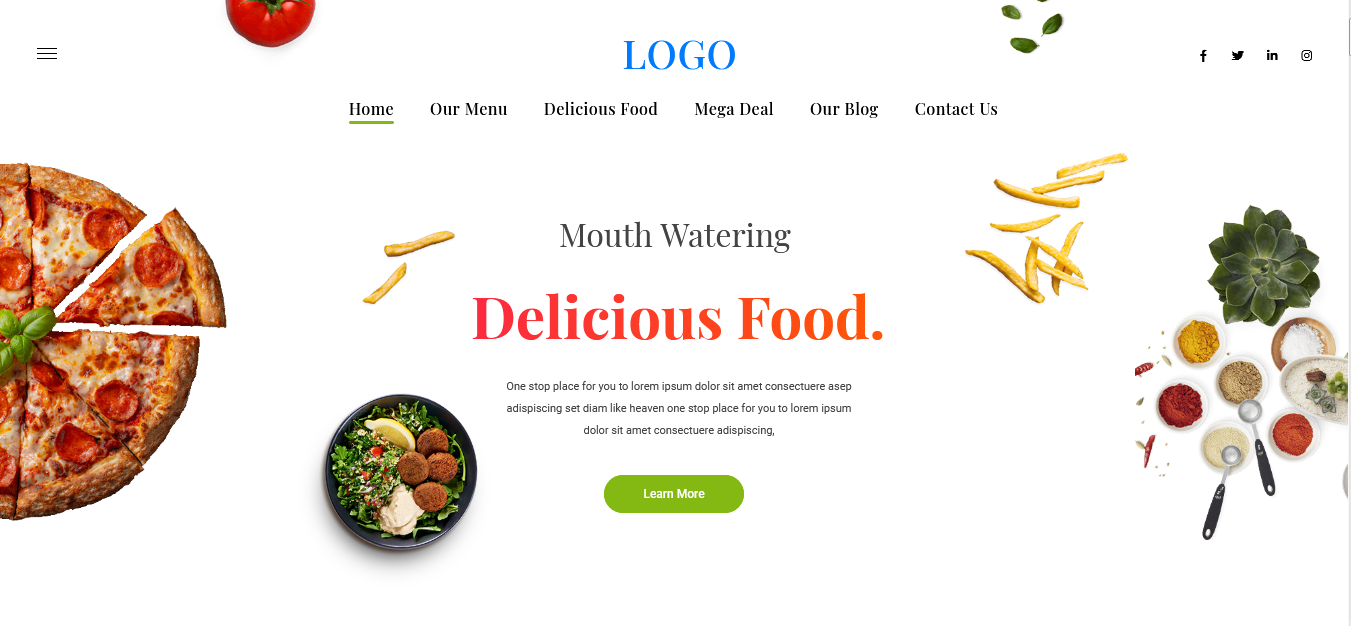 LOGO
Home Our Menu Delicious Food Mega Deal Our Blog Contact Us
Mouth Watering
Delicious Food.
One stop place for you to lorem ipsum dolor sit amet consectuere asep
adispiscing set diam like heaven one stop place for you to lorem ipsum
dolor sit amet consectuere adispiscing,
Learn More